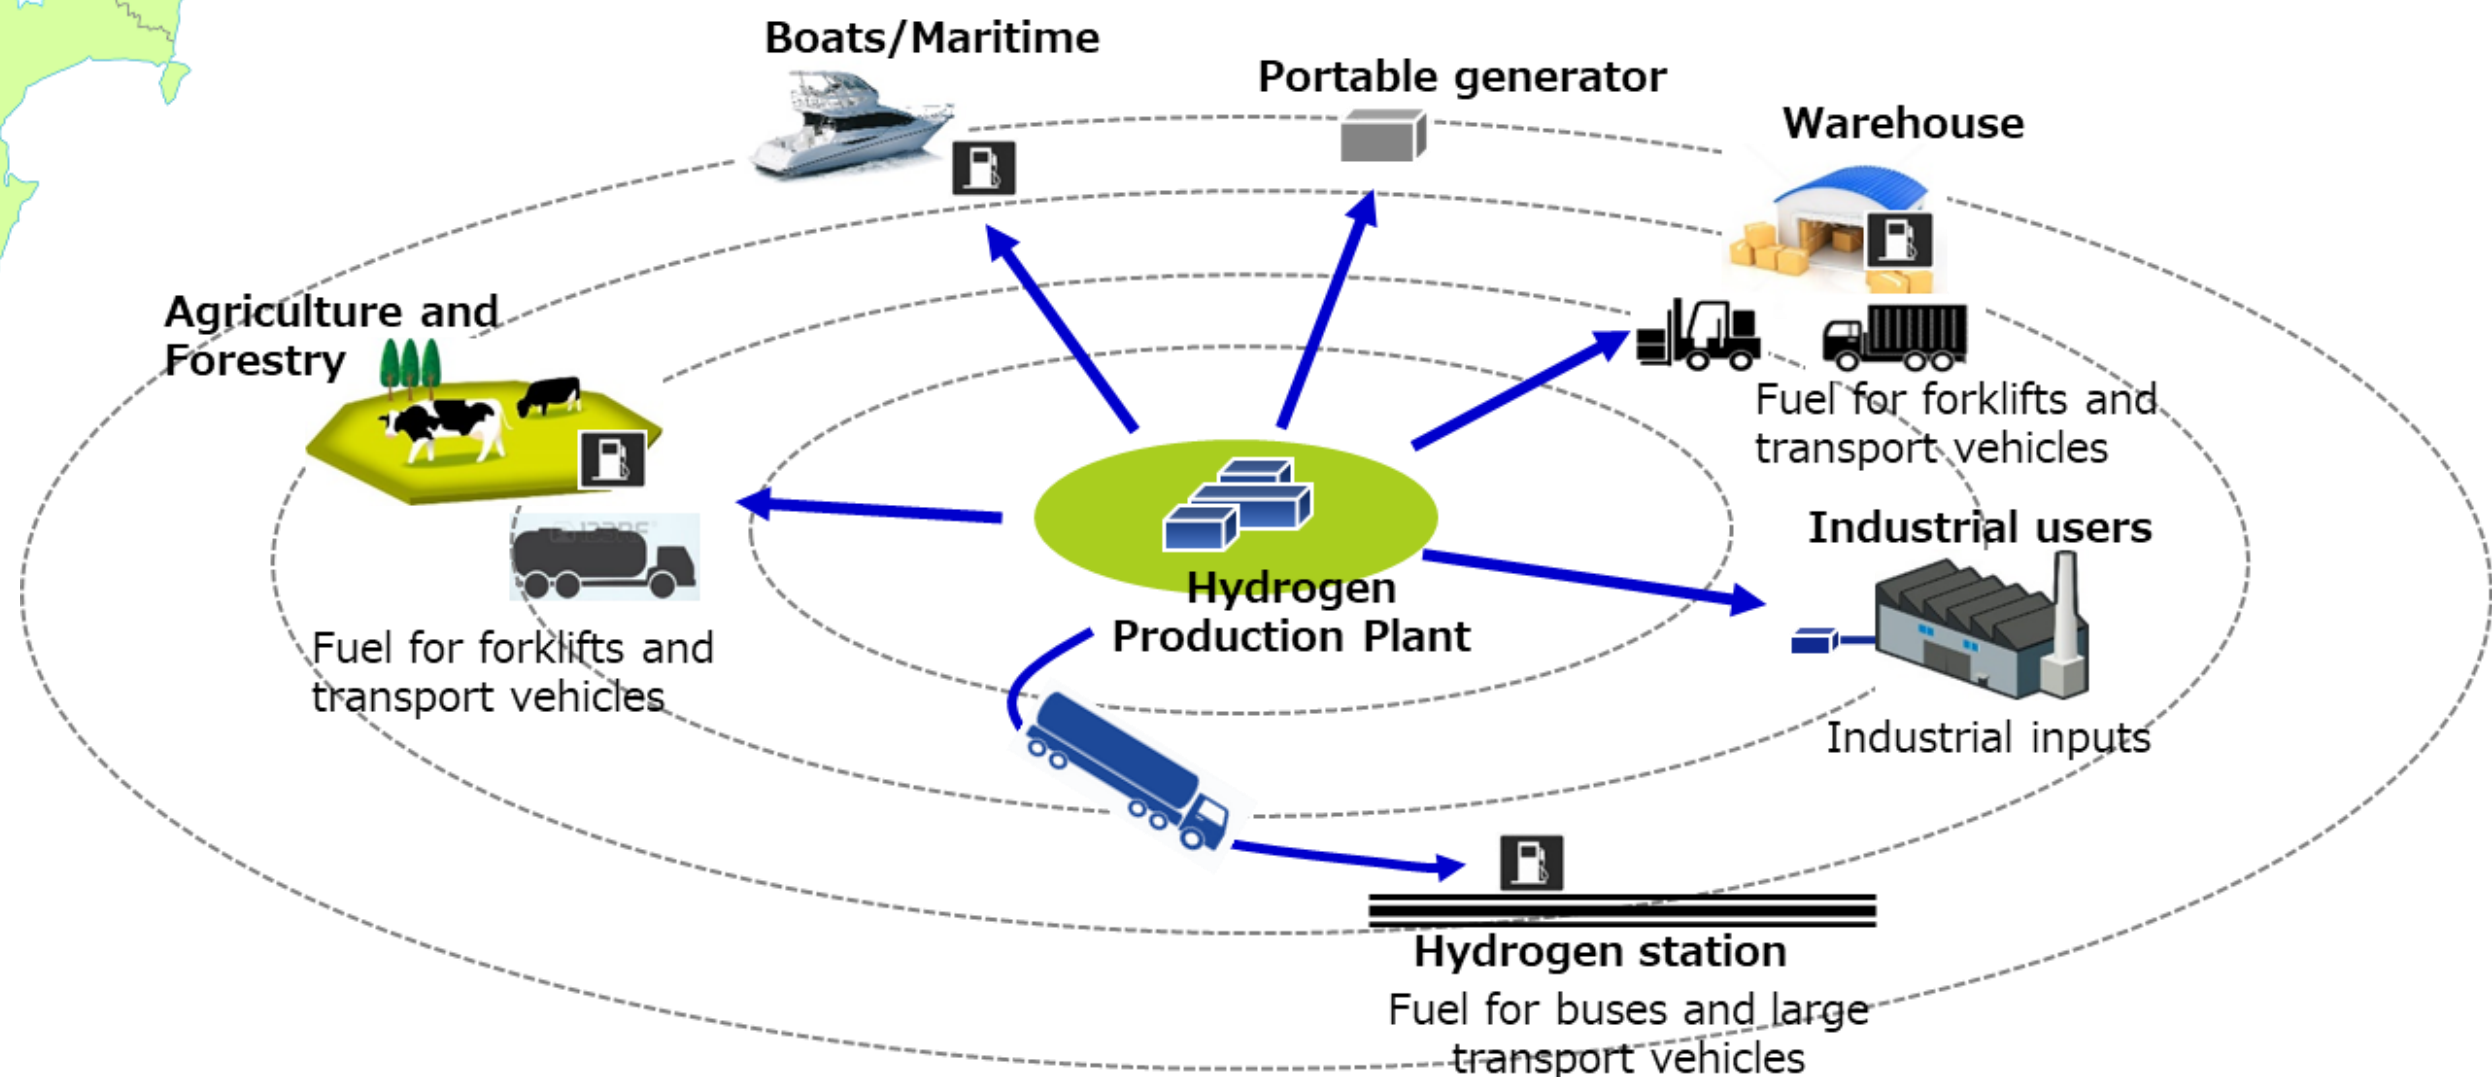 Boats/Maritime
Portable generator
Warehouse
Agriculture and
Forestry
Fuel for forklifts and
transport vehicles
Industrial users
Hydrogen
Production Plant
Fuel for forklifts and
transport vehicles
Industrial inputs
Hydrogen station
Fuel for buses and large
transport vehicles